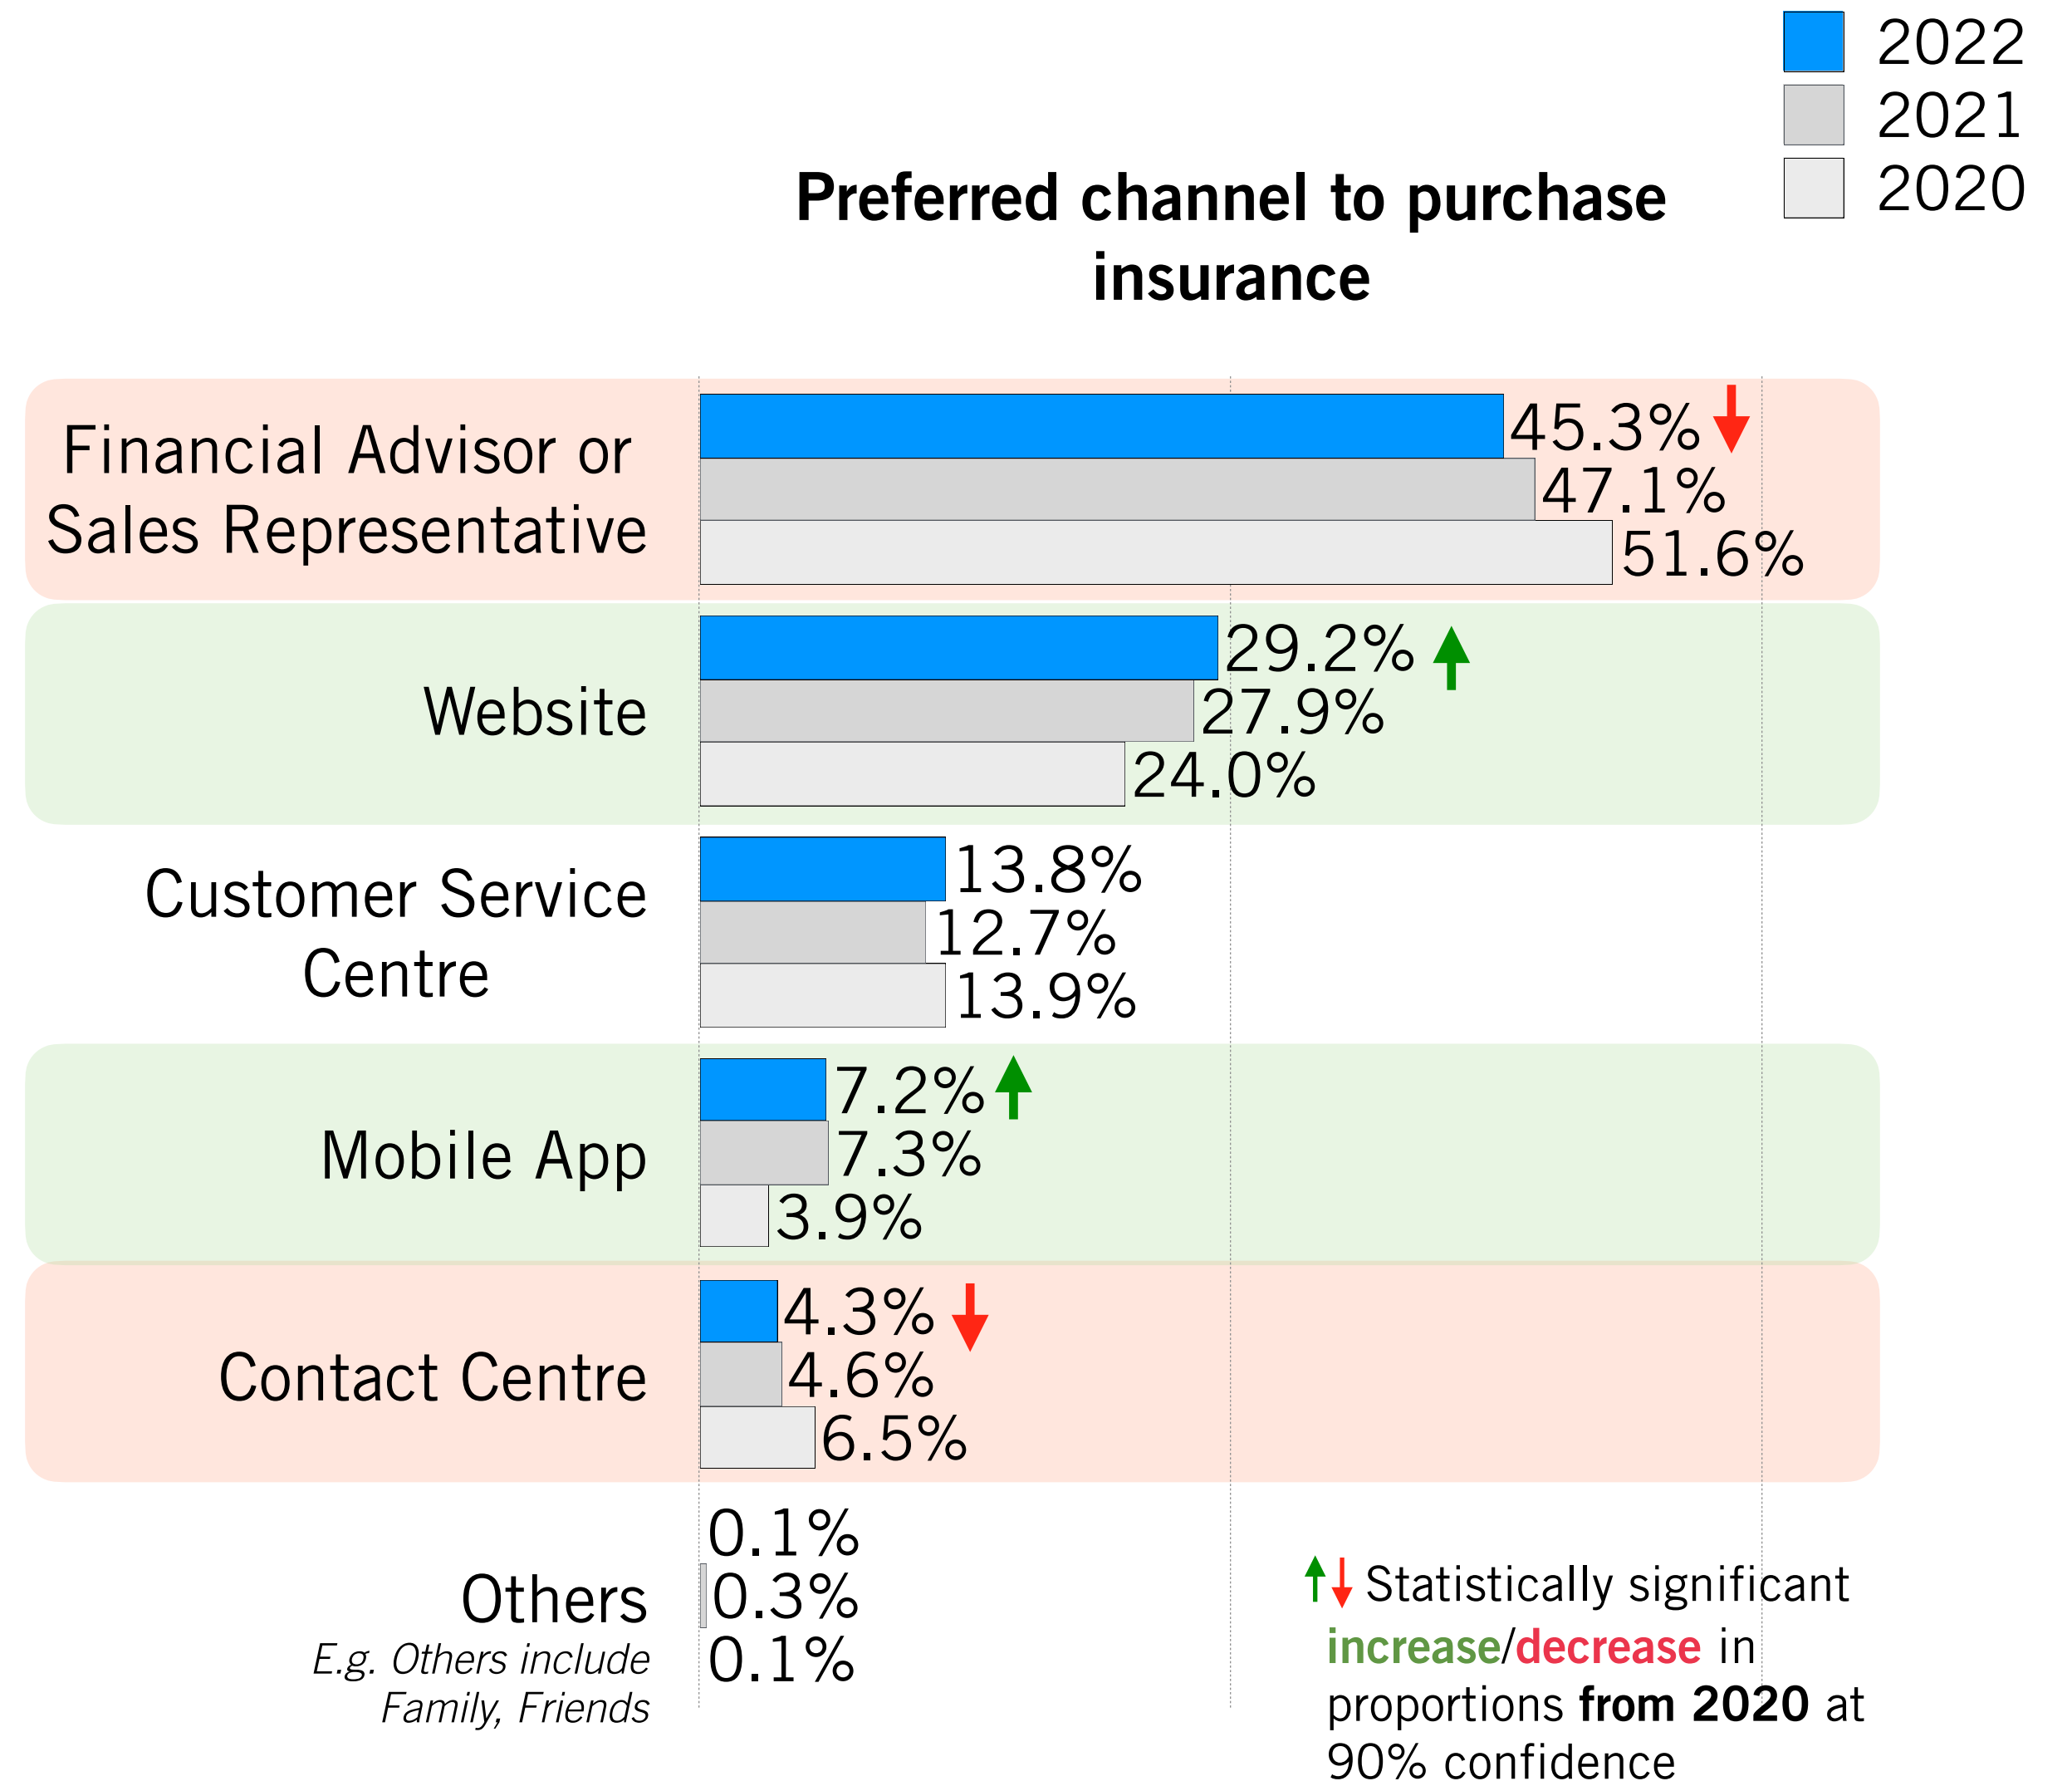 2022
2021
2020
Preferred channel to purchase
insurance
Financial Advisor or
Sales Representative
45.3%
47.1%
51.6%
Website
29.2%
27.9%
24.0%
Customer Service
Centre
13.8%
12.7%
13.9%
Mobile App
7.2%
7.3%
3.9%
Contact Centre
4.3%
4.6%
6.5%
Others
E.g. Others include
Family, Friends
0.1%
0.3%
0.1%
Statistically significant
increase/decrease in
proportions from 2020 at
90% confidence